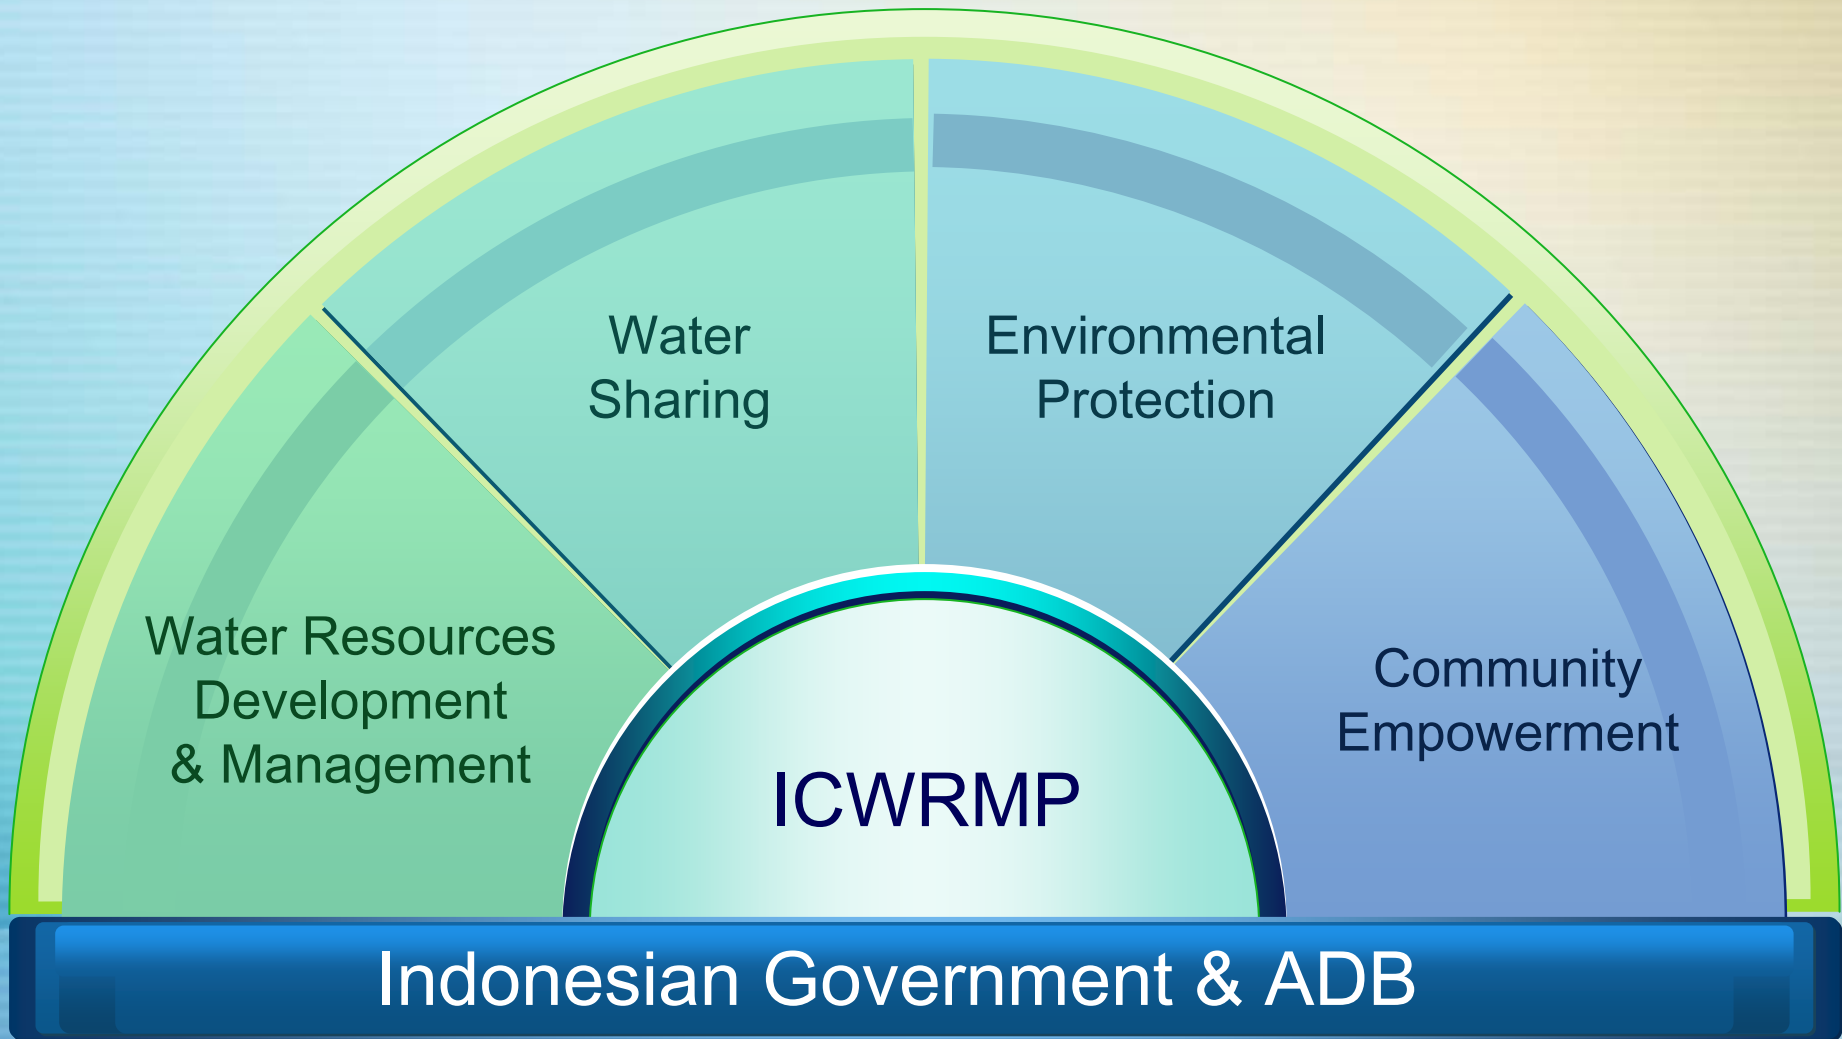 Water
Sharing
Environmental
Protection
Water Resources
Development
& Management
Community
Empowerment
ICWRMP
Indonesian Government & ADB